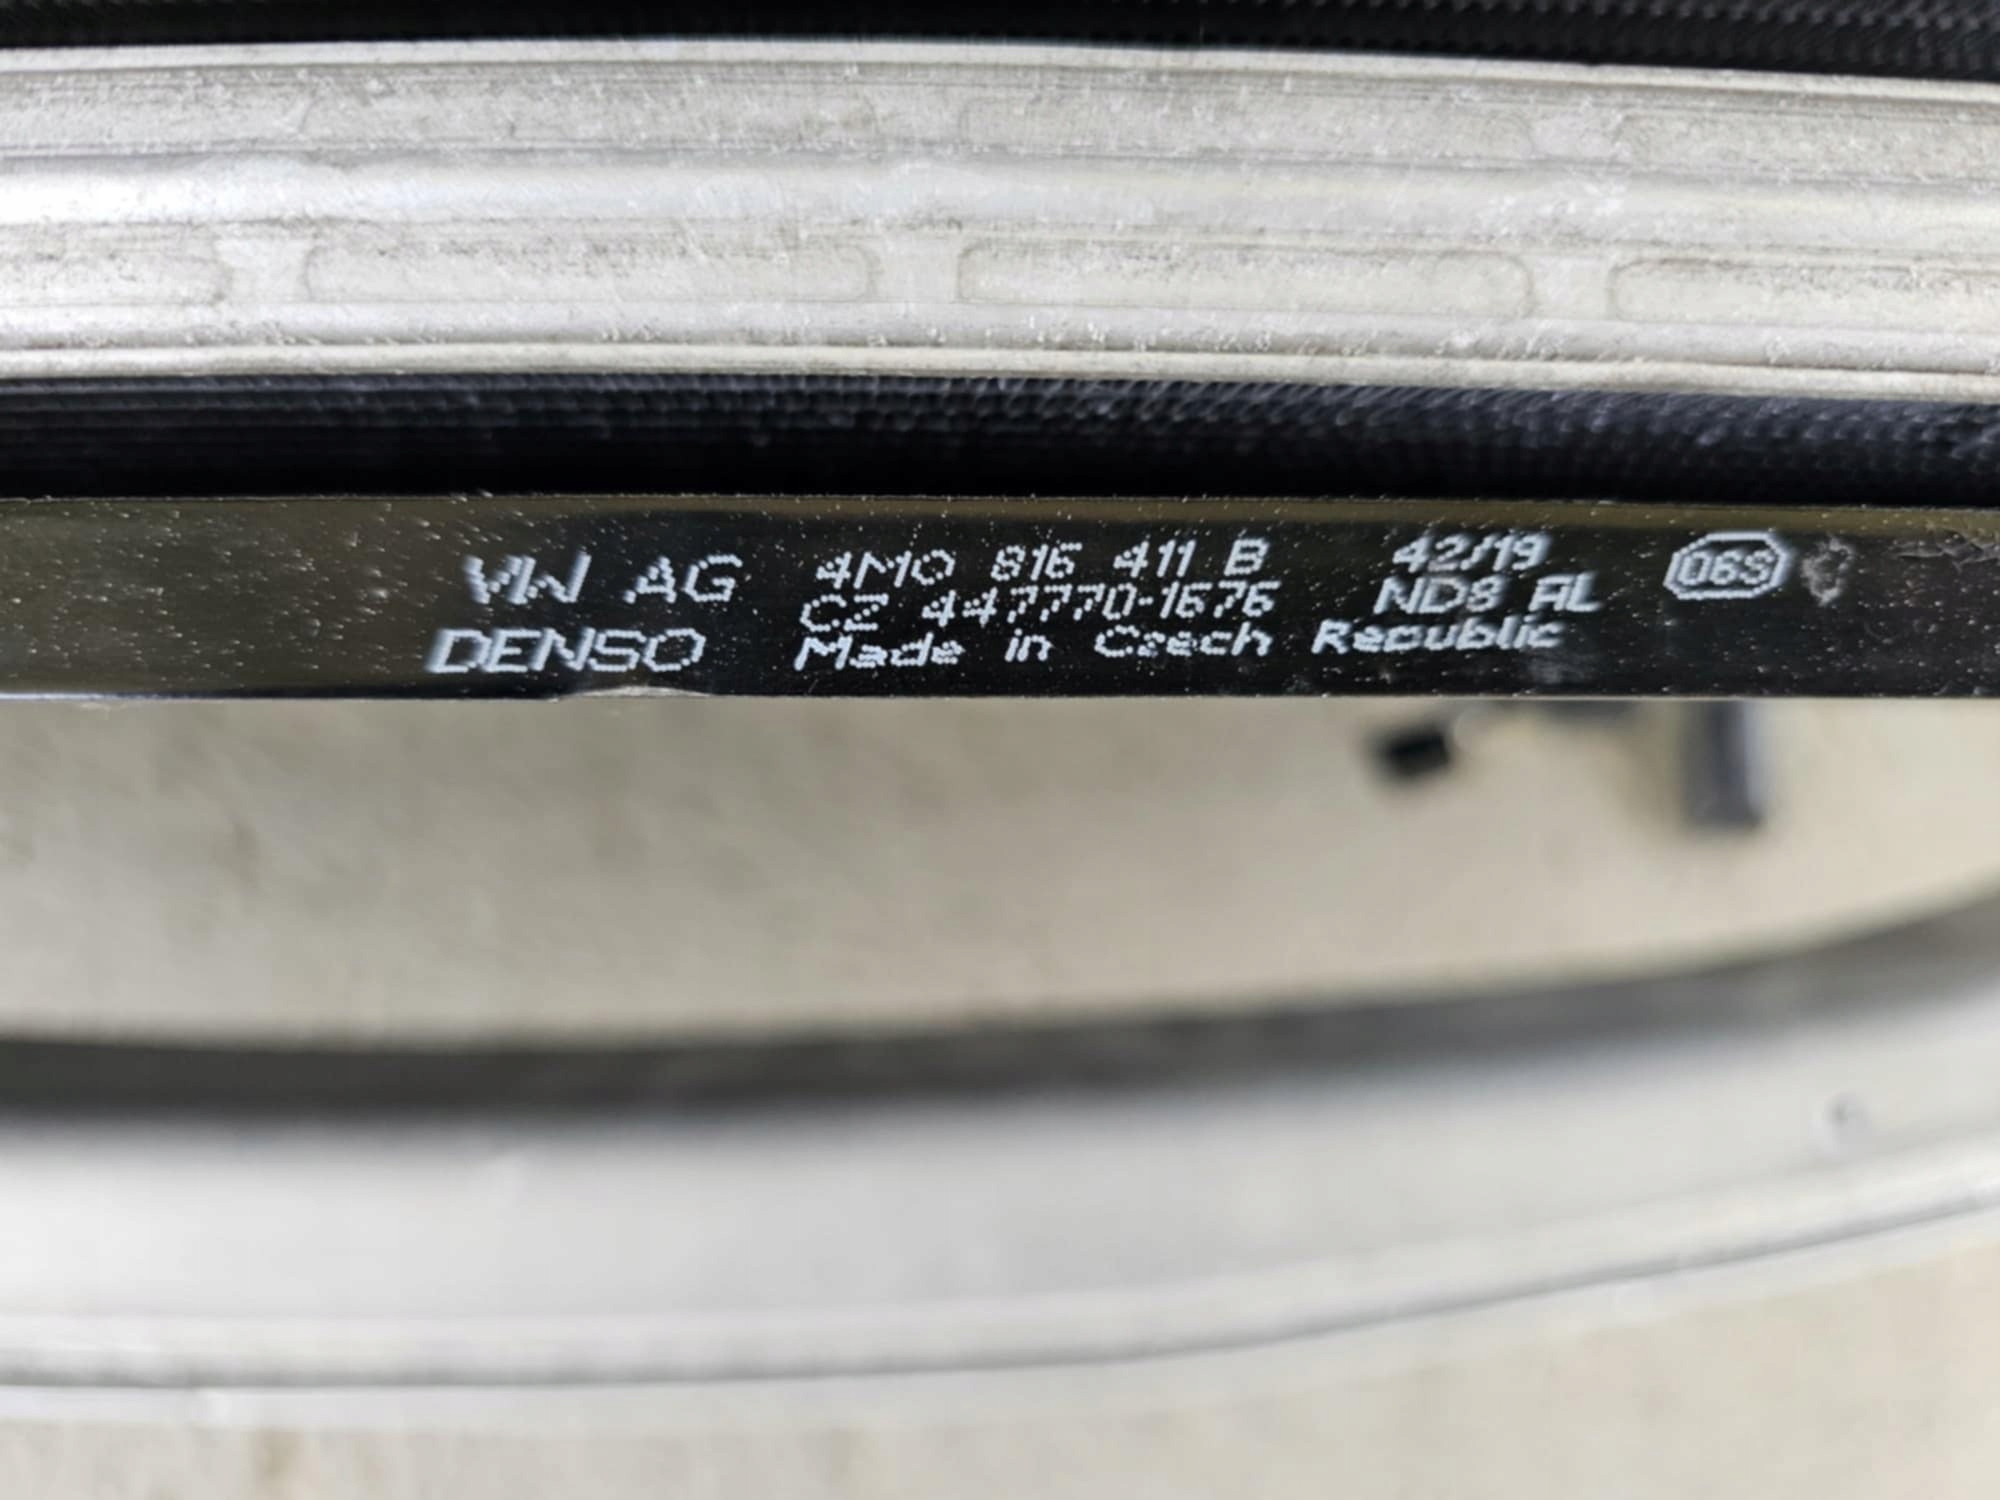 VW AG 4M0 816 411 B 42/19 06S
CZ 447770-1676 ND8 AL
DENSO Made in Czech Republic